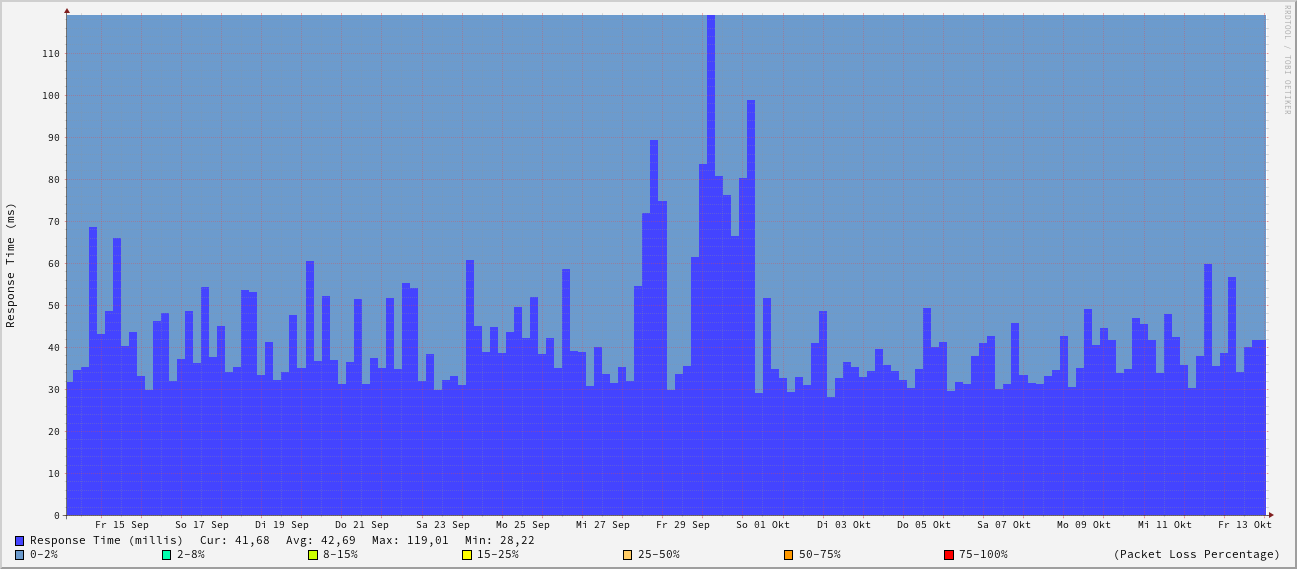 RRDTOOL / TOBI OETIKER
Response Time (ms)
110
100
90
80
70
60
50
40
30
20
10
0
Fr 15 Sep So 17 Sep Di 19 Sep Do 21 Sep Sa 23 Sep Mo 25 Sep Mi 27 Sep Fr 29 Sep So 01 Okt Di 03 Okt Do 05 Okt Sa 07 Okt Mo 09 Okt Mi 11 Okt Fr 13 Okt
Response Time (millis) Cur: 41,68 Avg: 42,69 Max: 119,01 Min: 28,22
0-2% 2-8% 8-15% 15-25% 25-50% 50-75% 75-100% (Packet Loss Percentage)